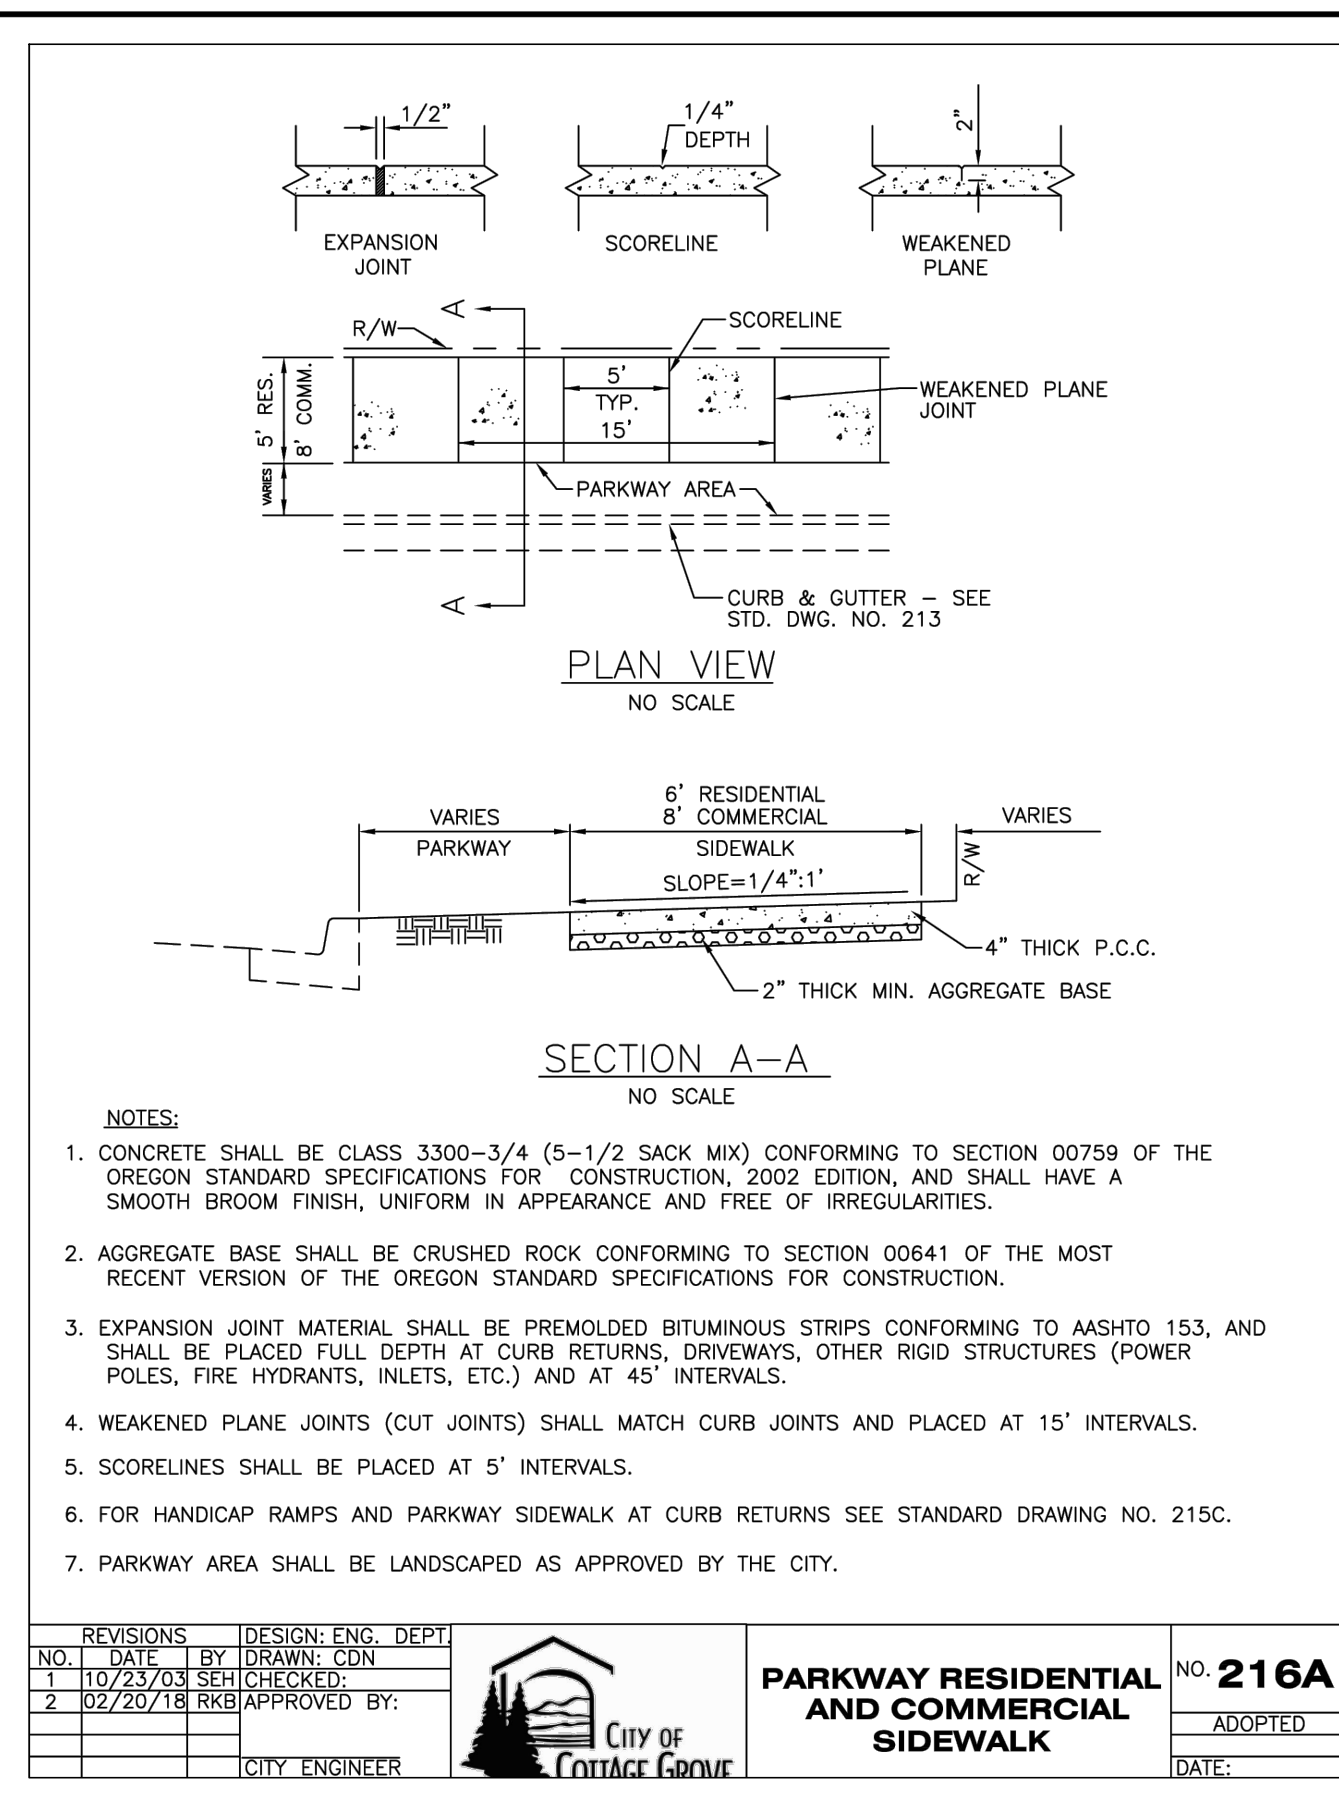 1/2"
1/4"
DEPTH
2"
EXPANSION
JOINT
SCORELINE
WEAKENED
PLANE
A
R/W
SCORELINE
5' RES.
8' COMM.
5'
TYP.
15'
WEAKENED PLANE
JOINT
VARIES
PARKWAY AREA
A
CURB & GUTTER – SEE
STD. DWG. NO. 213
PLAN VIEW
NO SCALE
6' RESIDENTIAL
8' COMMERCIAL
VARIES
VARIES
PARKWAY
SIDEWALK
R/W
SLOPE=1/4":1'
4" THICK P.C.C.
2" THICK MIN. AGGREGATE BASE
SECTION A–A
NO SCALE
NOTES:
1. CONCRETE SHALL BE CLASS 3300–3/4 (5–1/2 SACK MIX) CONFORMING TO SECTION 00759 OF THE
OREGON STANDARD SPECIFICATIONS FOR CONSTRUCTION, 2002 EDITION, AND SHALL HAVE A
SMOOTH BROOM FINISH, UNIFORM IN APPEARANCE AND FREE OF IRREGULARITIES.
2. AGGREGATE BASE SHALL BE CRUSHED ROCK CONFORMING TO SECTION 00641 OF THE MOST
RECENT VERSION OF THE OREGON STANDARD SPECIFICATIONS FOR CONSTRUCTION.
3. EXPANSION JOINT MATERIAL SHALL BE PREMOLDED BITUMINOUS STRIPS CONFORMING TO AASHTO 153, AND
SHALL BE PLACED FULL DEPTH AT CURB RETURNS, DRIVEWAYS, OTHER RIGID STRUCTURES (POWER
POLES, FIRE HYDRANTS, INLETS, ETC.) AND AT 45' INTERVALS.
4. WEAKENED PLANE JOINTS (CUT JOINTS) SHALL MATCH CURB JOINTS AND PLACED AT 15' INTERVALS.
5. SCORELINES SHALL BE PLACED AT 5' INTERVALS.
6. FOR HANDICAP RAMPS AND PARKWAY SIDEWALK AT CURB RETURNS SEE STANDARD DRAWING NO. 215C.
7. PARKWAY AREA SHALL BE LANDSCAPED AS APPROVED BY THE CITY.
REVISIONS
NO. DATE BY
1 10/23/03 SEH
2 02/20/18 RKB
DESIGN: ENG. DEPT.
DRAWN: CDN
CHECKED:
APPROVED BY:
CITY ENGINEER
CITY OF
COTTAGE GROVE
PARKWAY RESIDENTIAL
AND COMMERCIAL
SIDEWALK
NO. 216A
ADOPTED
DATE: